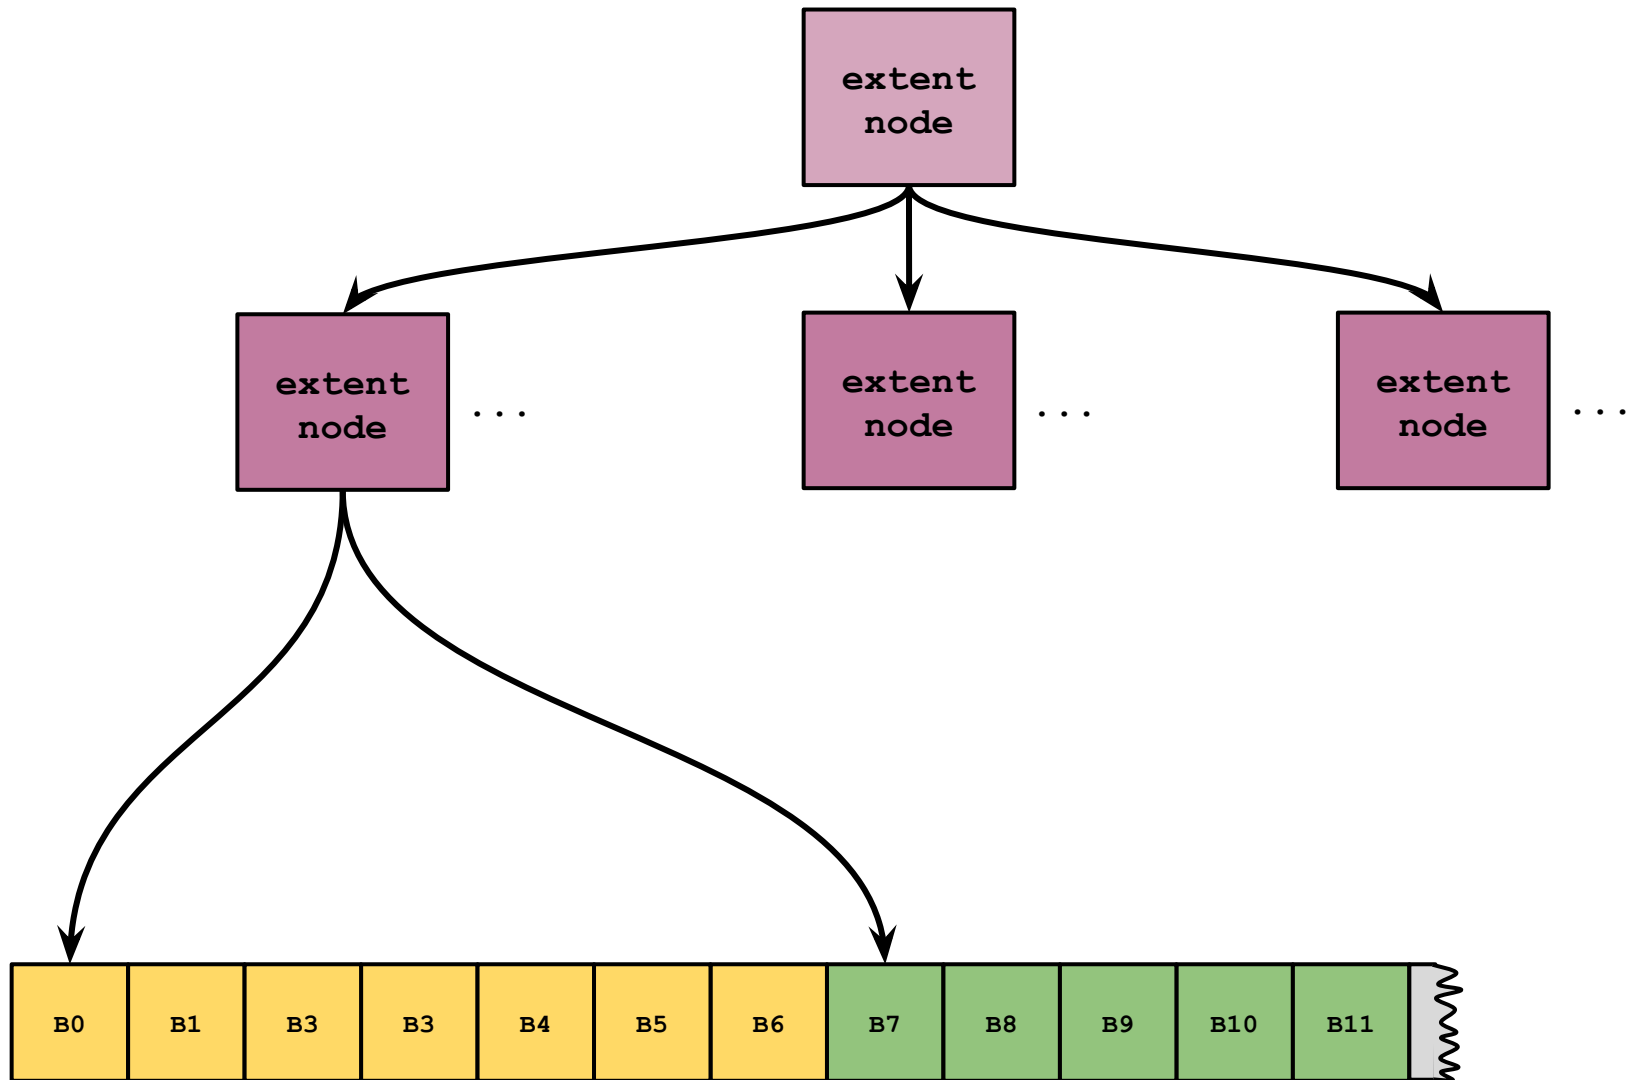 extent
node
extent
node
...
extent
node
...
extent
node
...
B0 B1 B3 B3 B4 B5 B6 B7 B8 B9 B10 B11